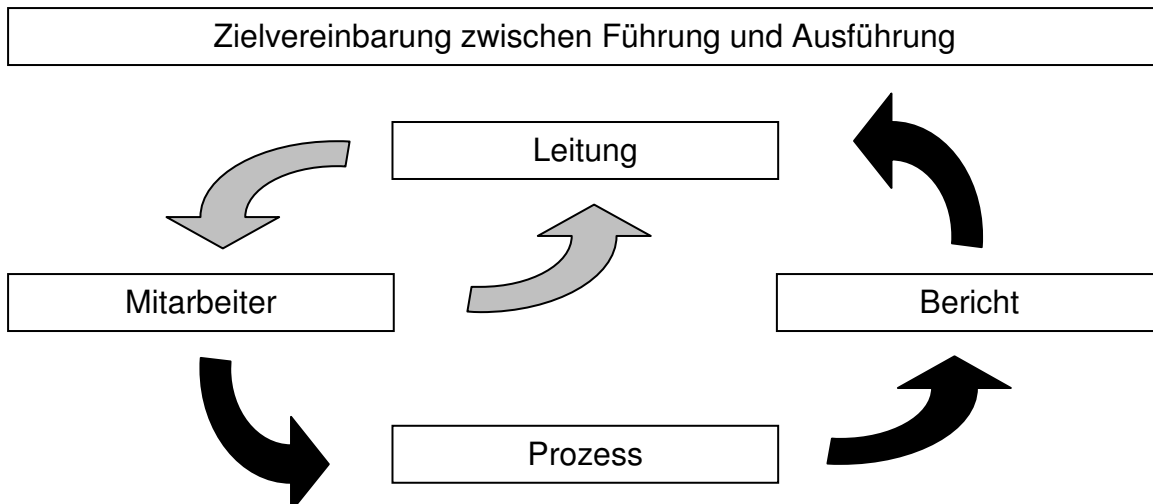 Zielvereinbarung zwischen Führung und Ausführung
Leitung
Mitarbeiter
Bericht
Prozess